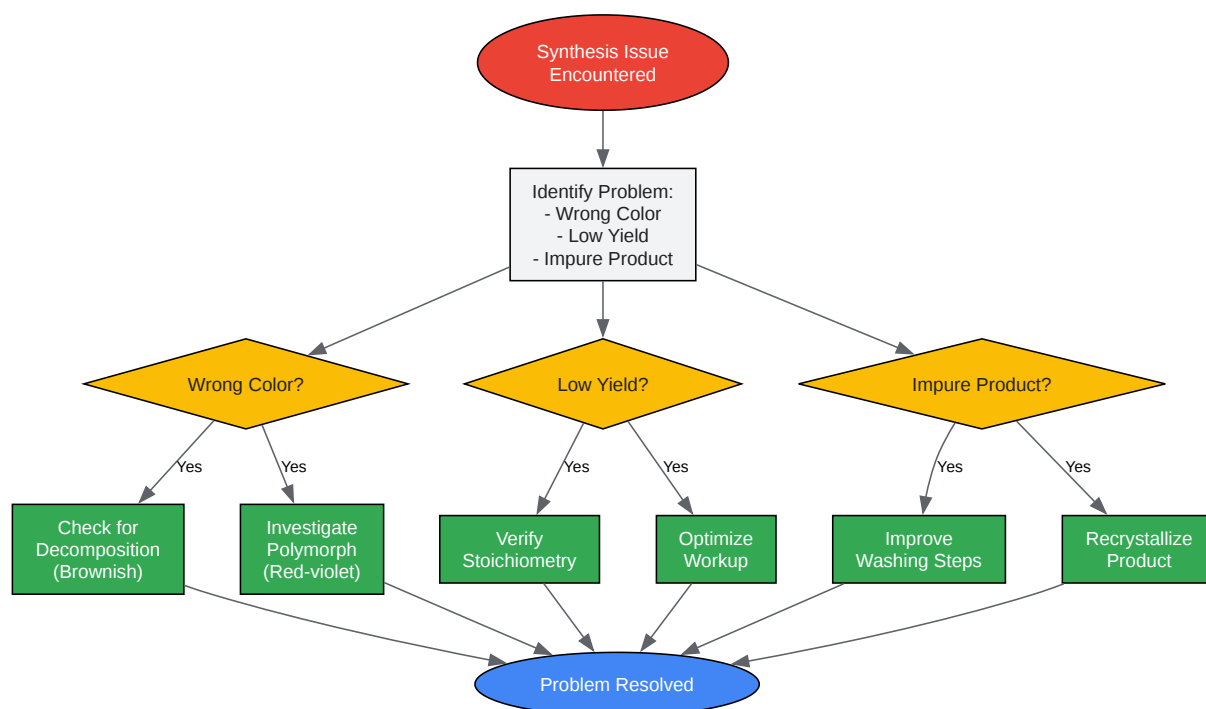 Synthesis Issue
Encountered
Identify Problem:
- Wrong Color
- Low Yield
- Impure Product
Wrong Color?
Low Yield?
Impure Product?
Yes
Yes
Yes
Yes
Yes
Yes
Check for
Decomposition
(Brownish)
Investigate
Polymorph
(Red-violet)
Verify
Stoichiometry
Optimize
Workup
Improve
Washing Steps
Recrystallize
Product
Problem Resolved